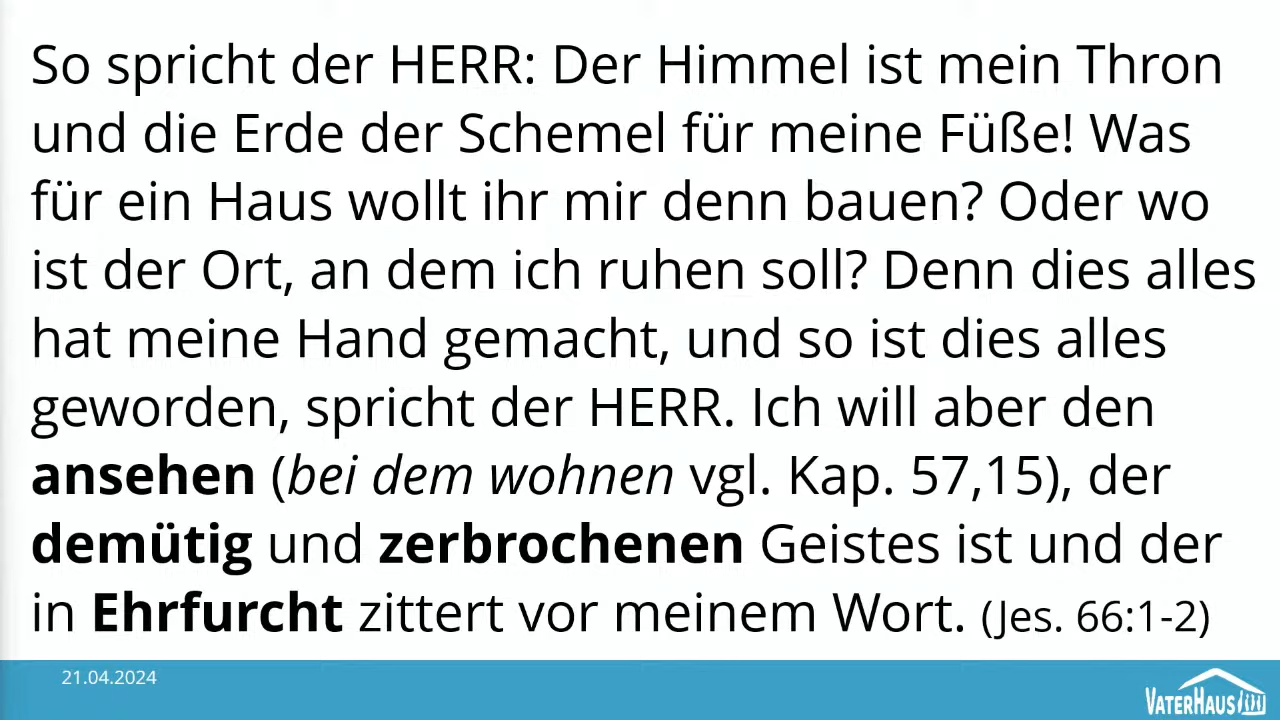 So spricht der HERR: Der Himmel ist mein Thron
und die Erde der Schemel für meine Füße! Was
für ein Haus wollt ihr mir denn bauen? Oder wo
ist der Ort, an dem ich ruhen soll? Denn dies alles
hat meine Hand gemacht, und so ist dies alles
geworden, spricht der HERR. Ich will aber den
ansehen (bei dem wohnen vgl. Kap. 57,15), der
demütig und zerbrochenen Geistes ist und der
in Ehrfurcht zittert vor meinem Wort. (Jes. 66:1-2)
21.04.2024
VATERHAUS